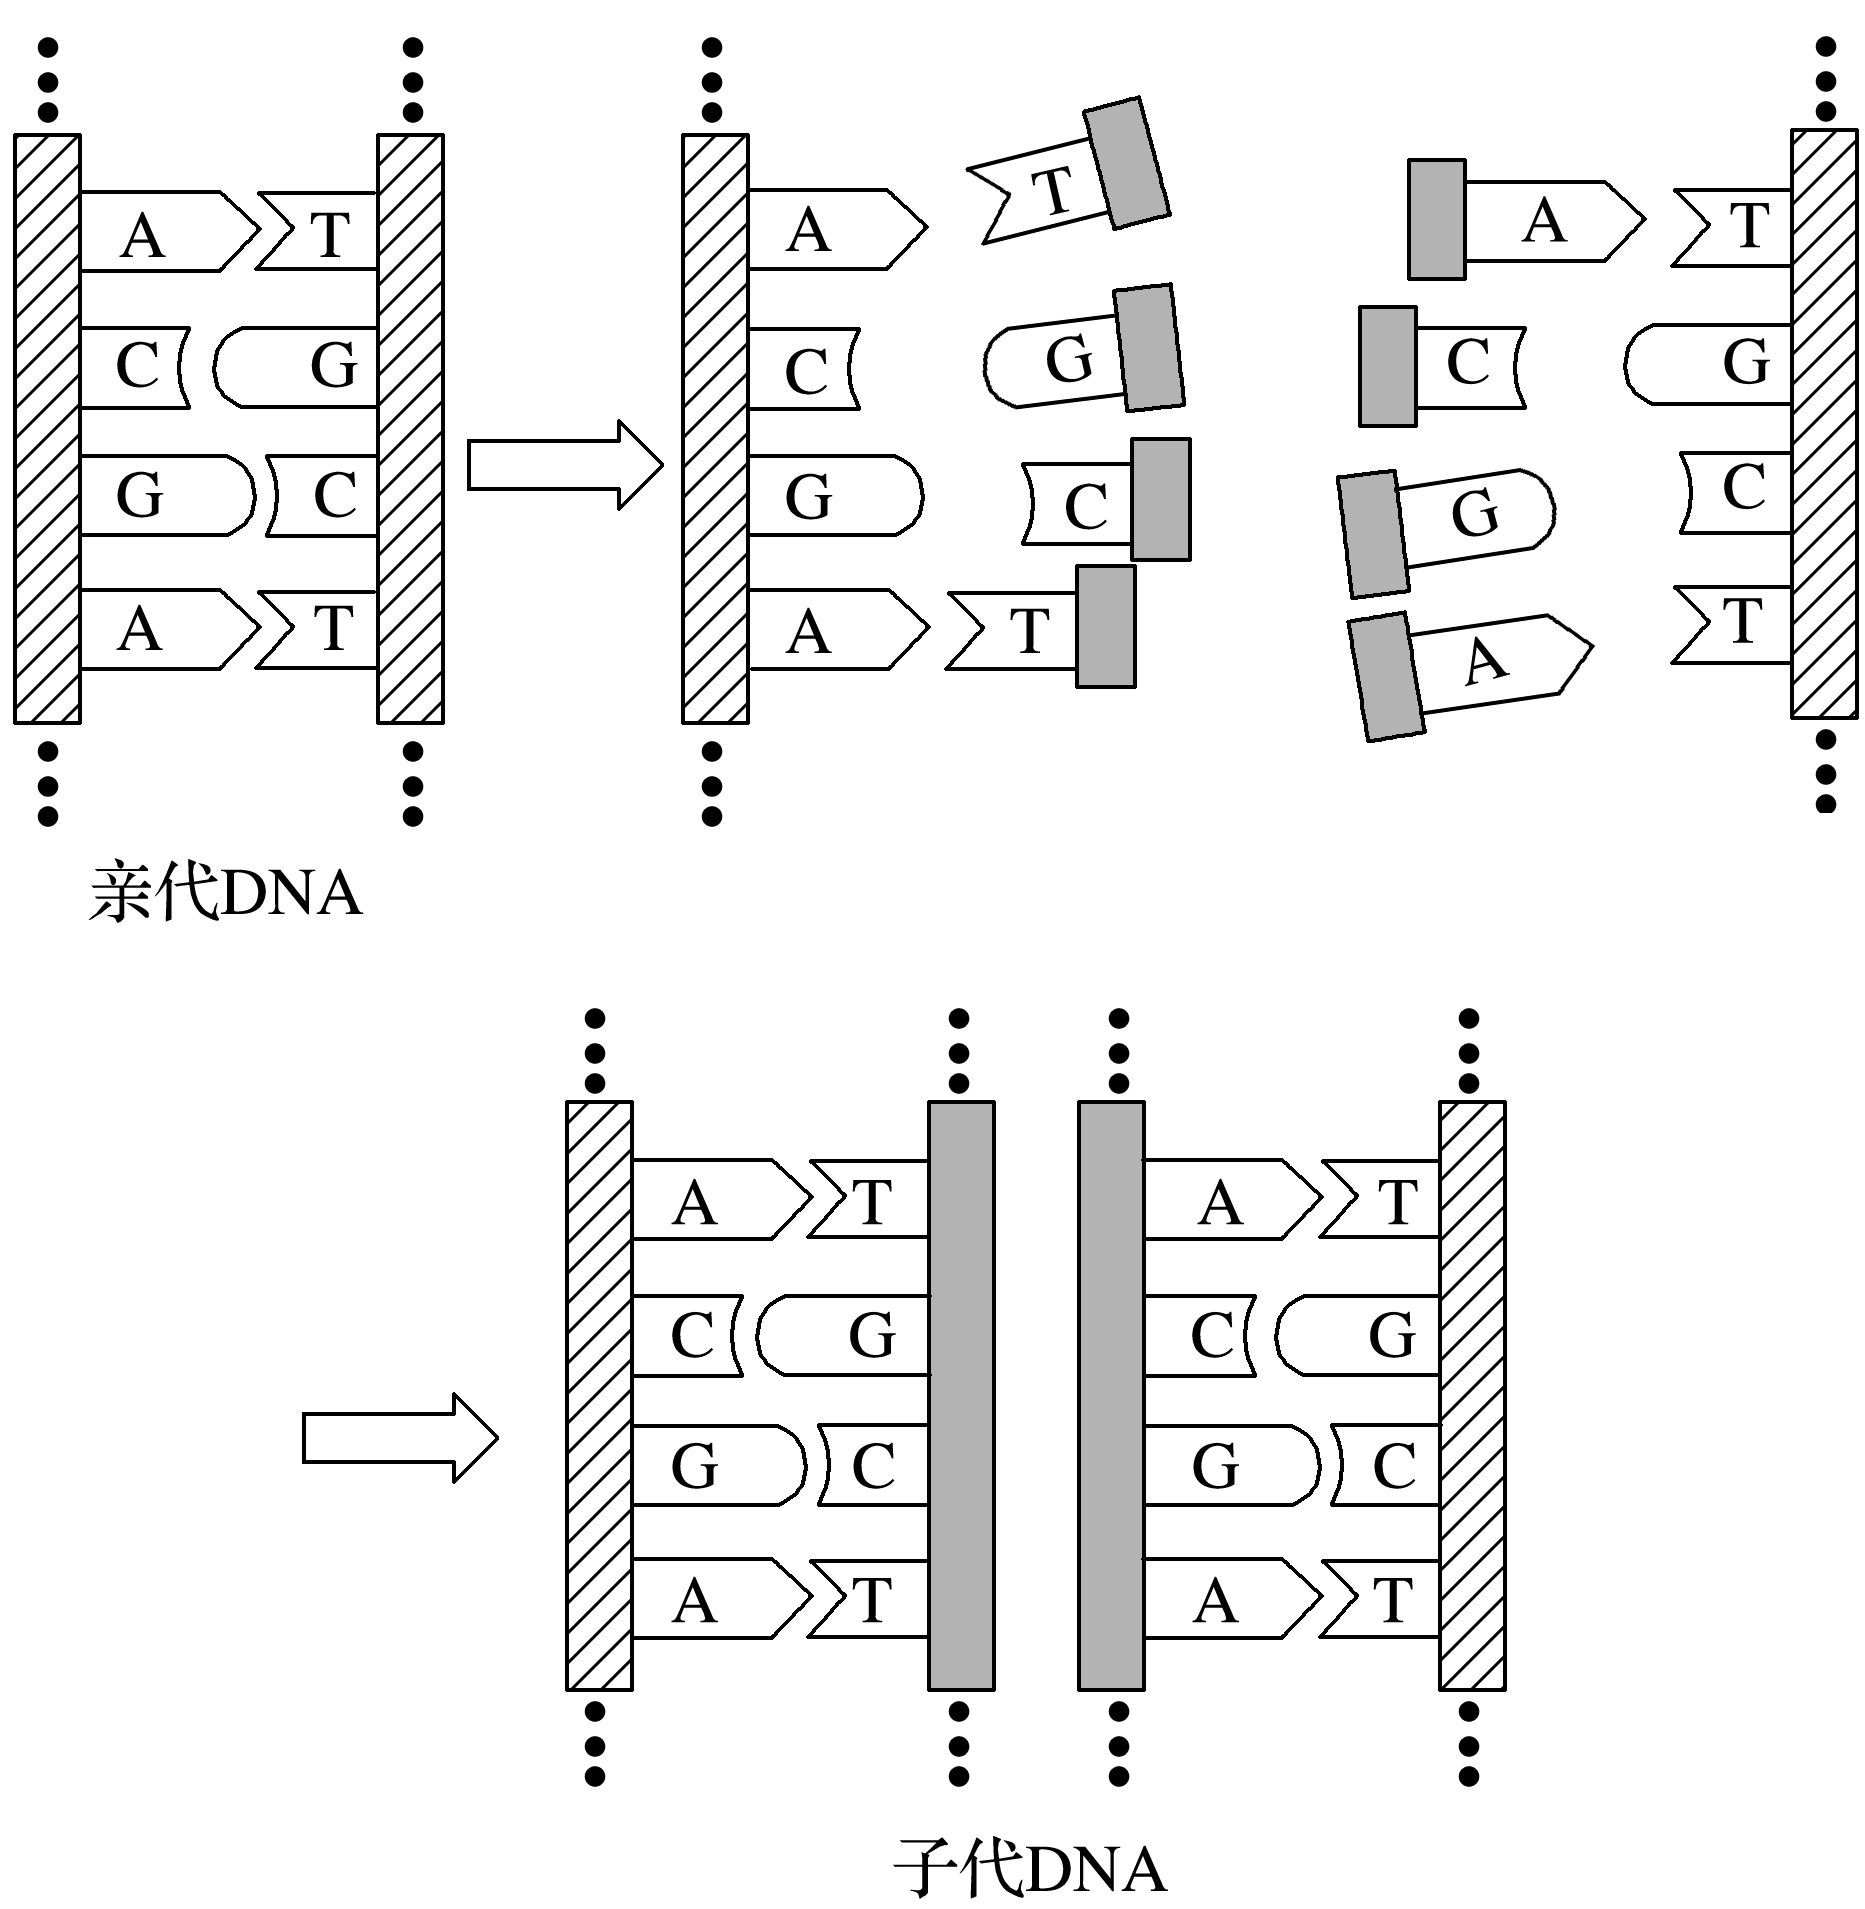 A T A T A T
C G C G C G
G C G C G C
A T A T A T
亲代DNA
A T A T
C G C G
G C G C
A T A T
子代DNA